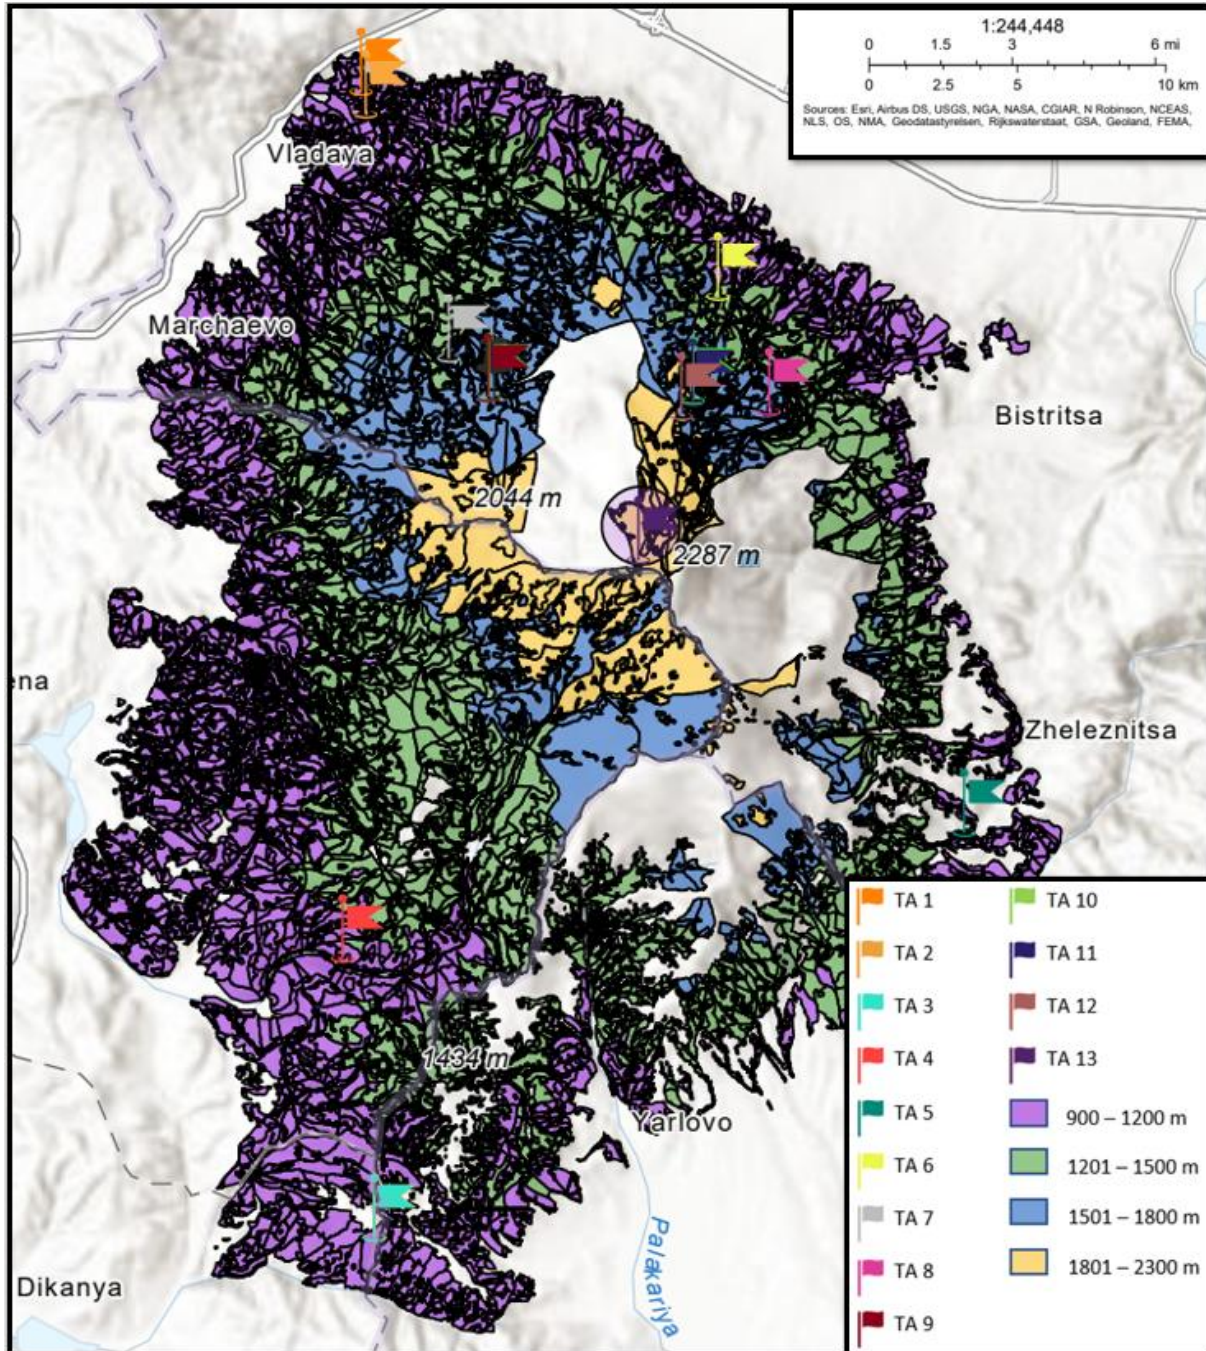 1:244,448
0 1.5 3 6 mi
0 2.5 5 10 km
Sources: Esri, Airbus DS, USGS, NGA, NASA, CGIAR, N Robinson, NCEAS,
NLS, OS, NMA, Geodatastyrelsen, Rijkswaterstaat, GSA, Geoland, FEMA,
Vladaya
Marchaevo
Bistritsa
2044 m
2287 m
ena
Zheleznitsa
1434 m
Yarlovo
Palakariya
Dikanya
TA 1
TA 2
TA 3
TA 4
TA 5
TA 6
TA 7
TA 8
TA 9
TA 10
TA 11
TA 12
TA 13
900 – 1200 m
1201 – 1500 m
1501 – 1800 m
1801 – 2300 m